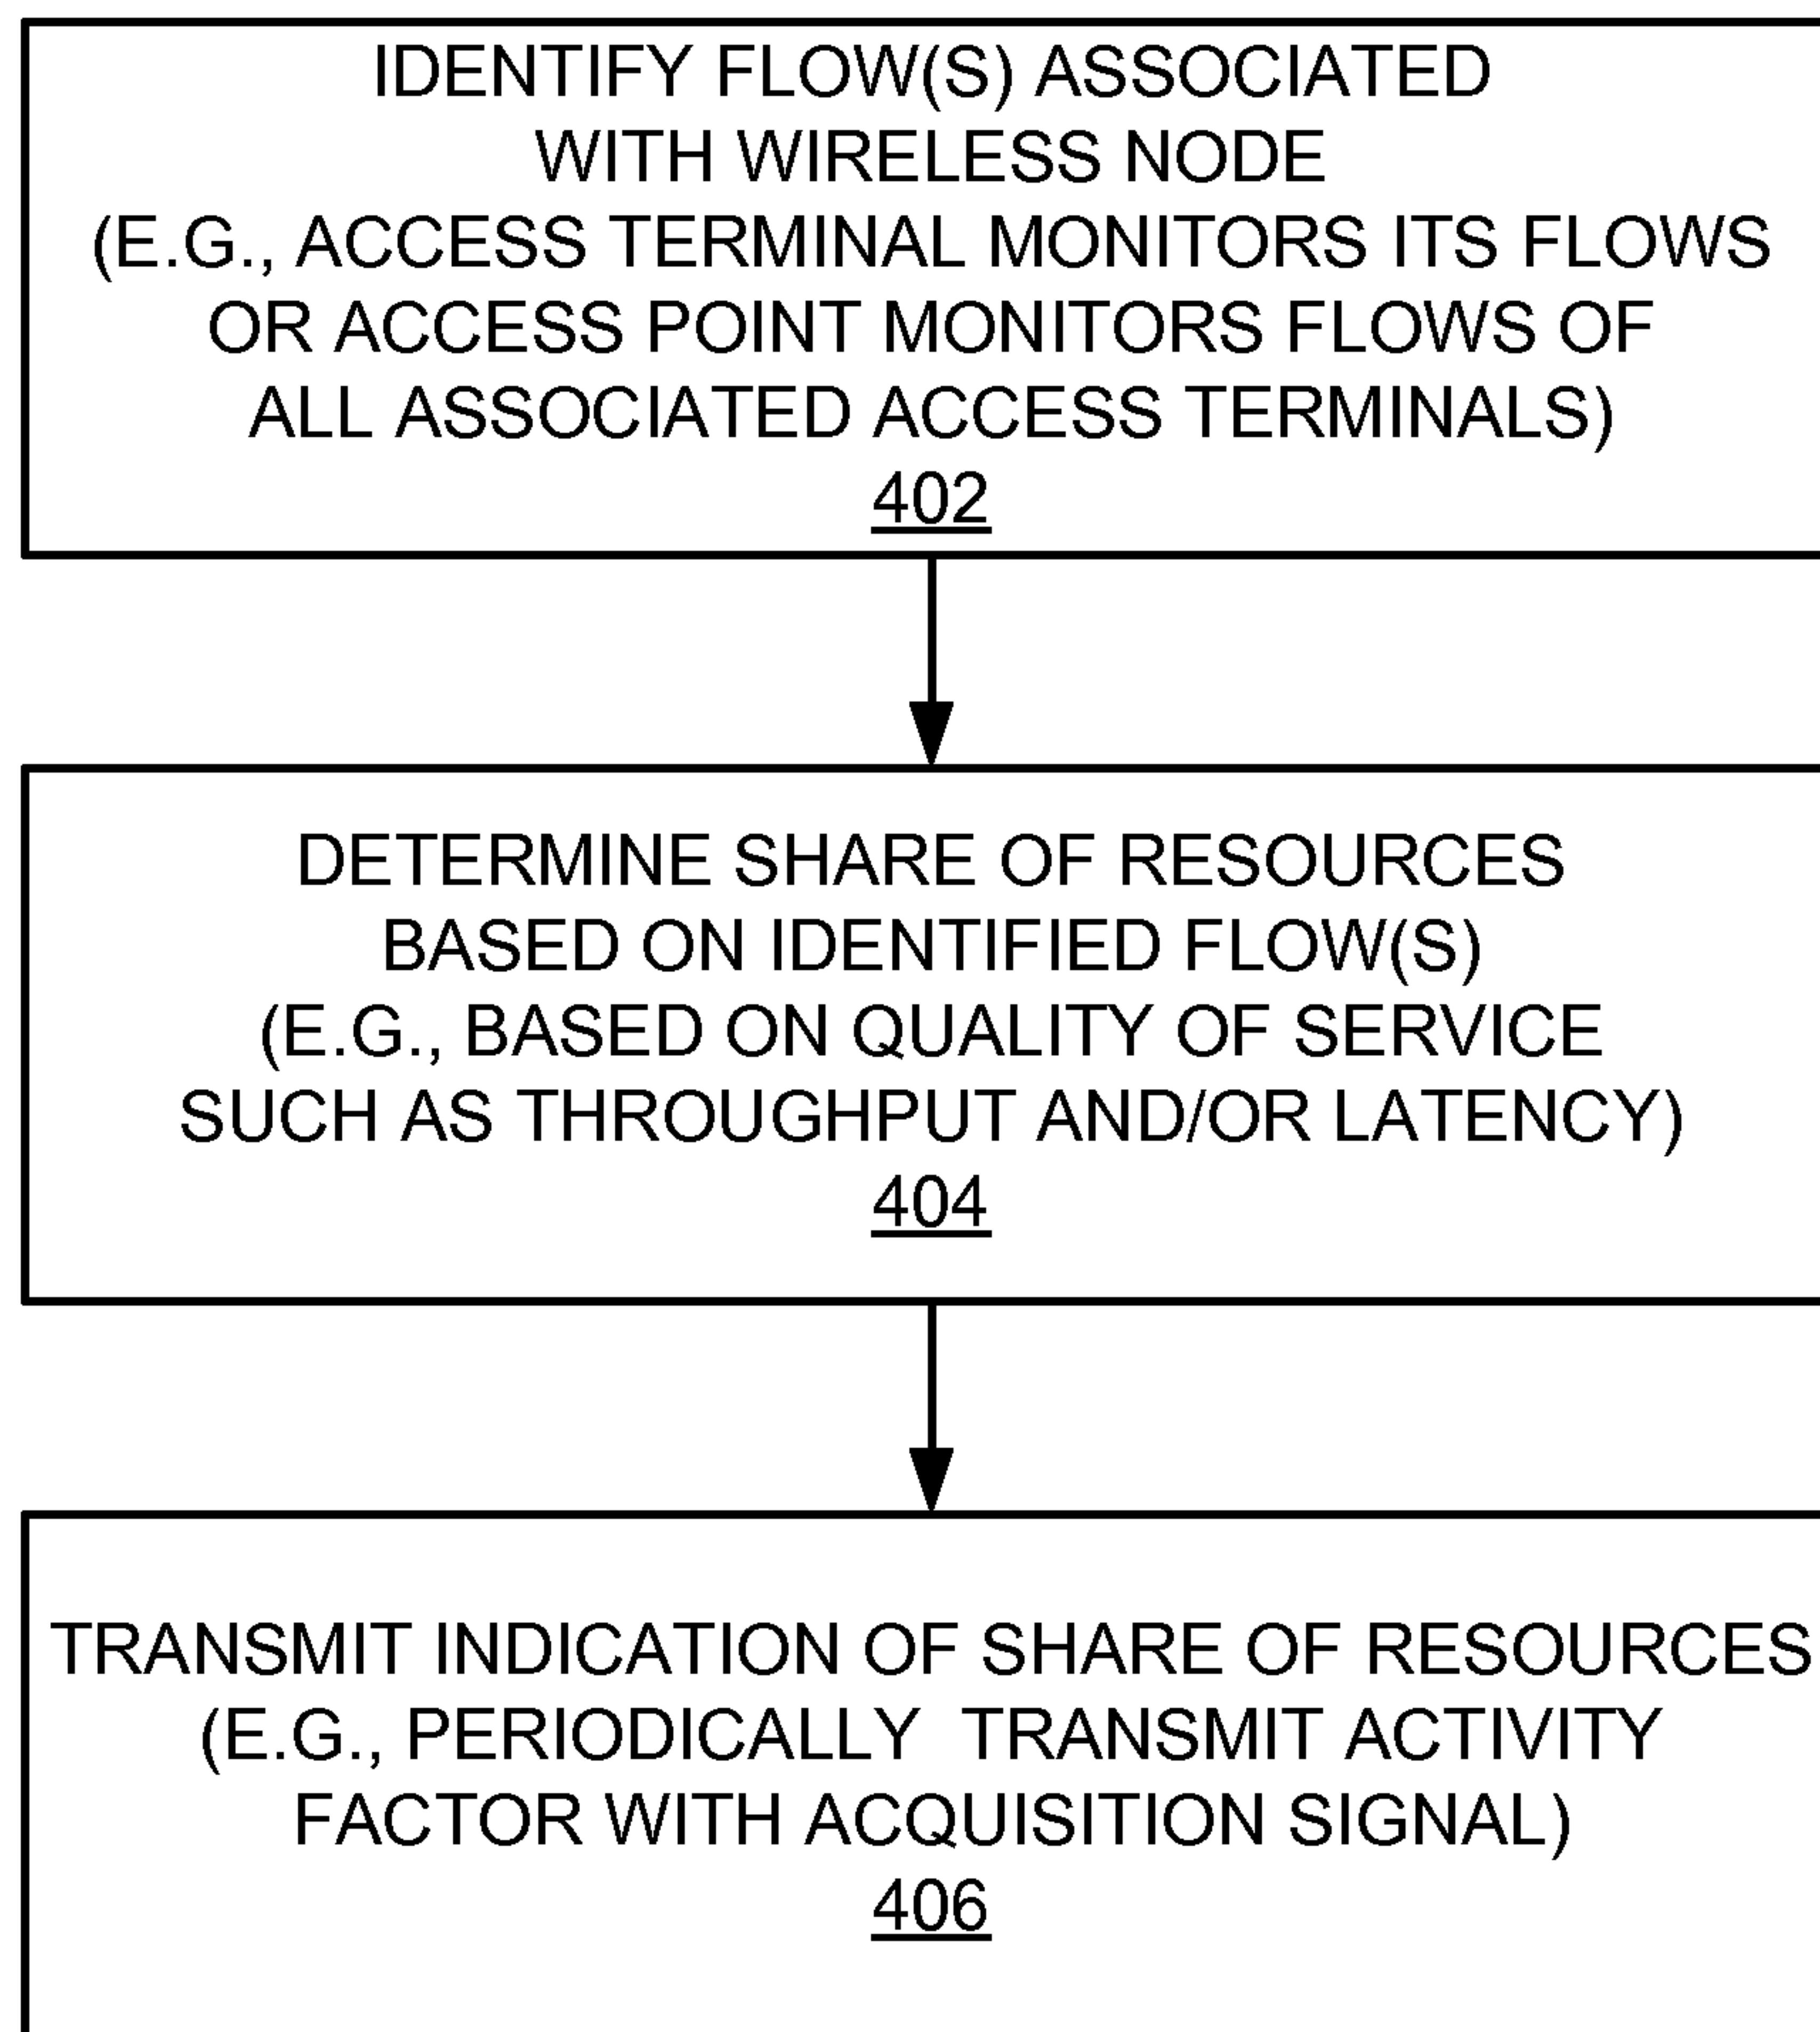 IDENTIFY FLOW(S) ASSOCIATED
WITH WIRELESS NODE
(E.G., ACCESS TERMINAL MONITORS ITS FLOWS
OR ACCESS POINT MONITORS FLOWS OF
ALL ASSOCIATED ACCESS TERMINALS)
402
DETERMINE SHARE OF RESOURCES
BASED ON IDENTIFIED FLOW(S)
(E.G., BASED ON QUALITY OF SERVICE
SUCH AS THROUGHPUT AND/OR LATENCY)
404
TRANSMIT INDICATION OF SHARE OF RESOURCES
(E.G., PERIODICALLY TRANSMIT ACTIVITY
FACTOR WITH ACQUISITION SIGNAL)
406